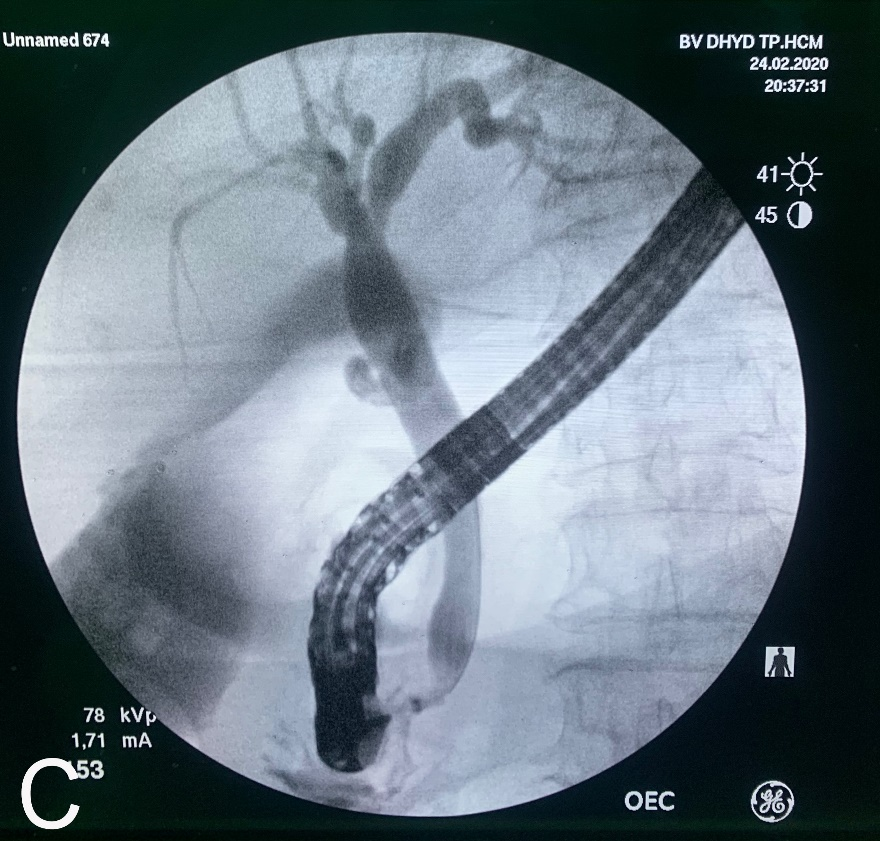 Unnamed 674
BV DHYD TP.HCM
24.02.2020
20:37:31
41
45
78 kVp
1,71 mA
53
C
OEC
GE